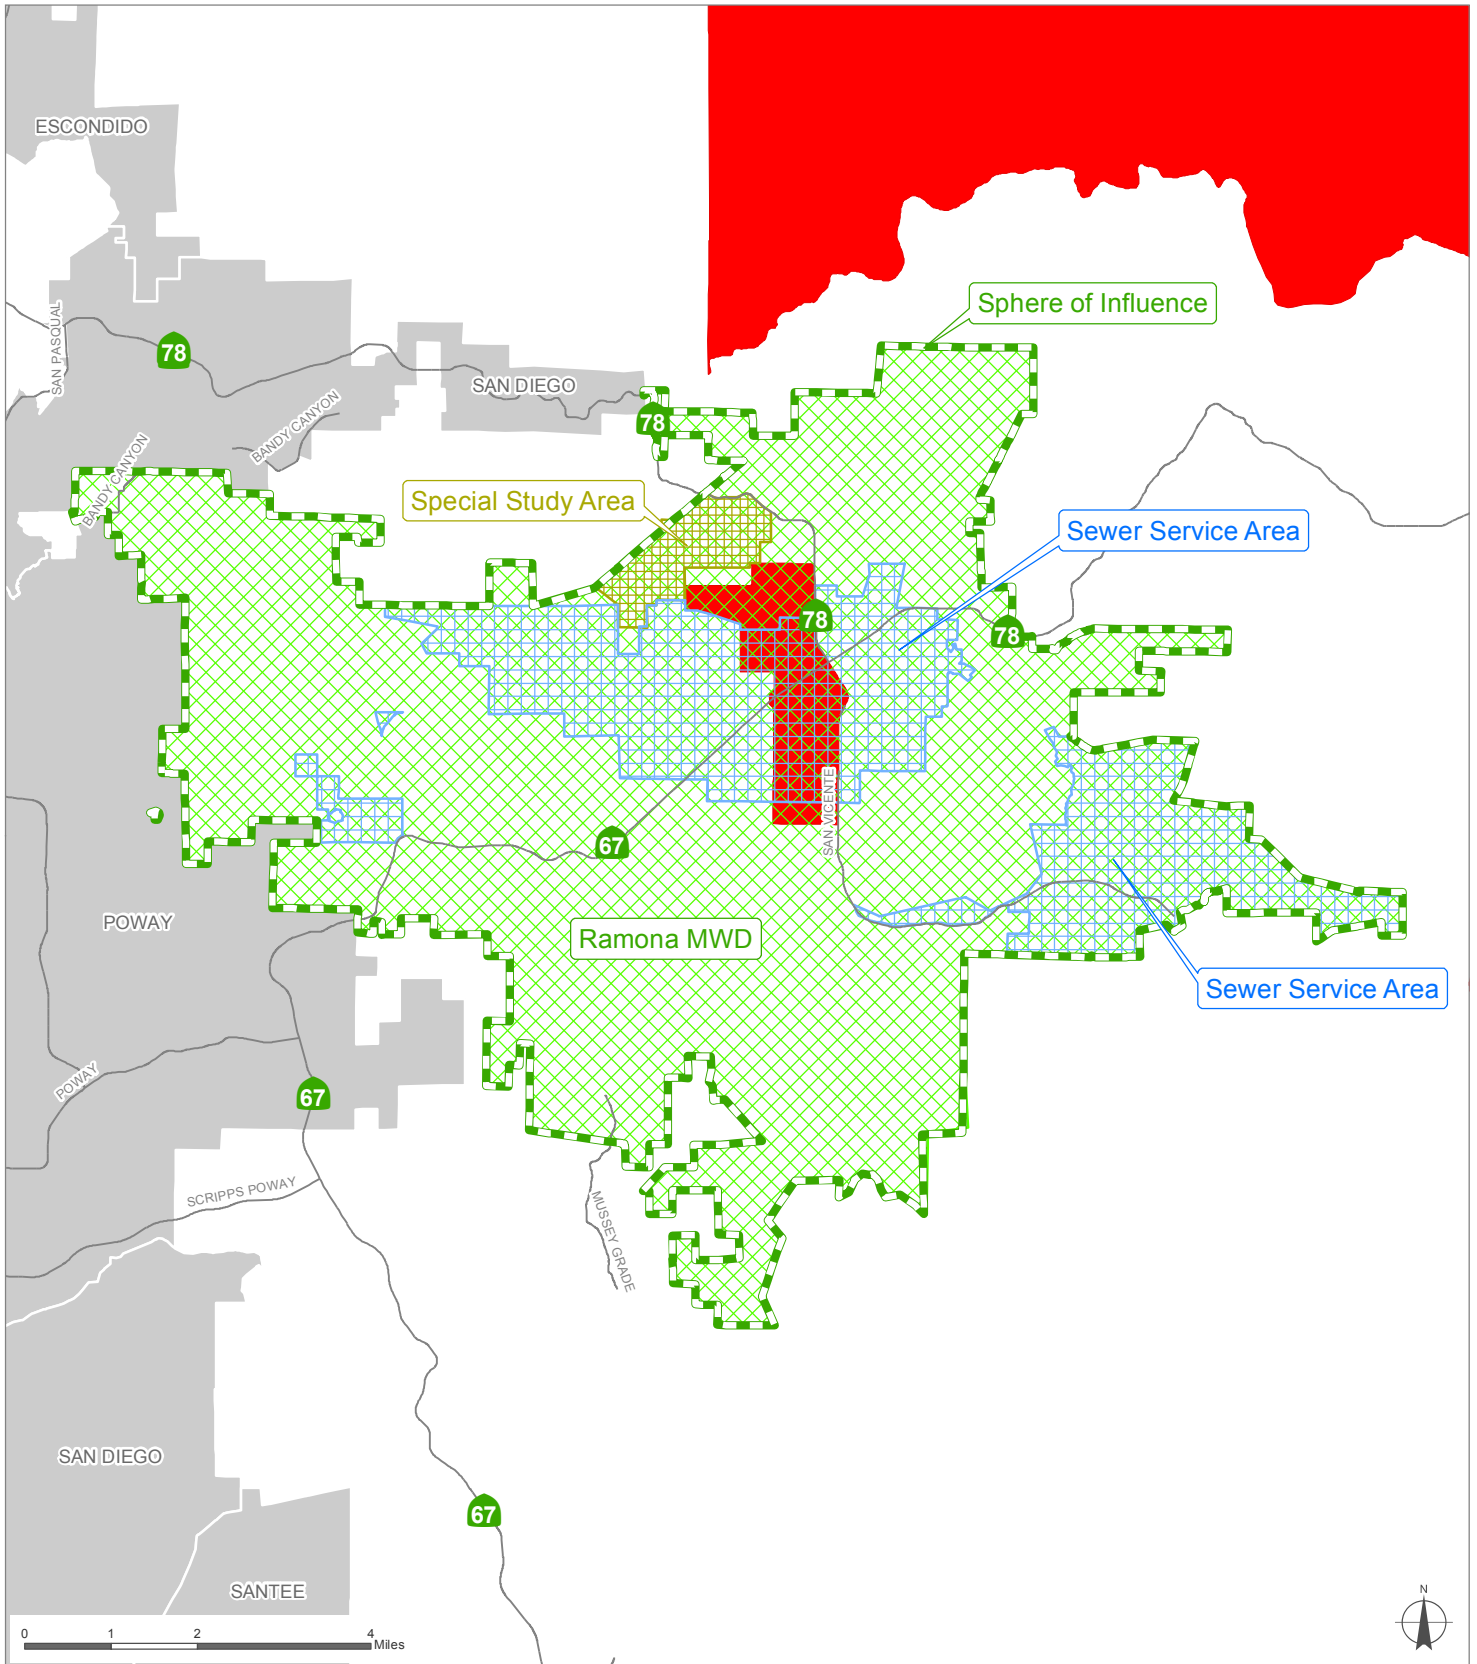 ESCONDIDO
Sphere of Influence
SAN PASQUAL
78
SAN DIEGO
78
BANDY CANYON
BANDY CANYON
Special Study Area
Sewer Service Area
78
78
SAN VICENTE
67
POWAY
Ramona MWD
Sewer Service Area
POWAY
67
SCRIPPS POWAY
MUSSEY GRADE
SAN DIEGO
67
SANTEE
N
0 1 2 4
Miles